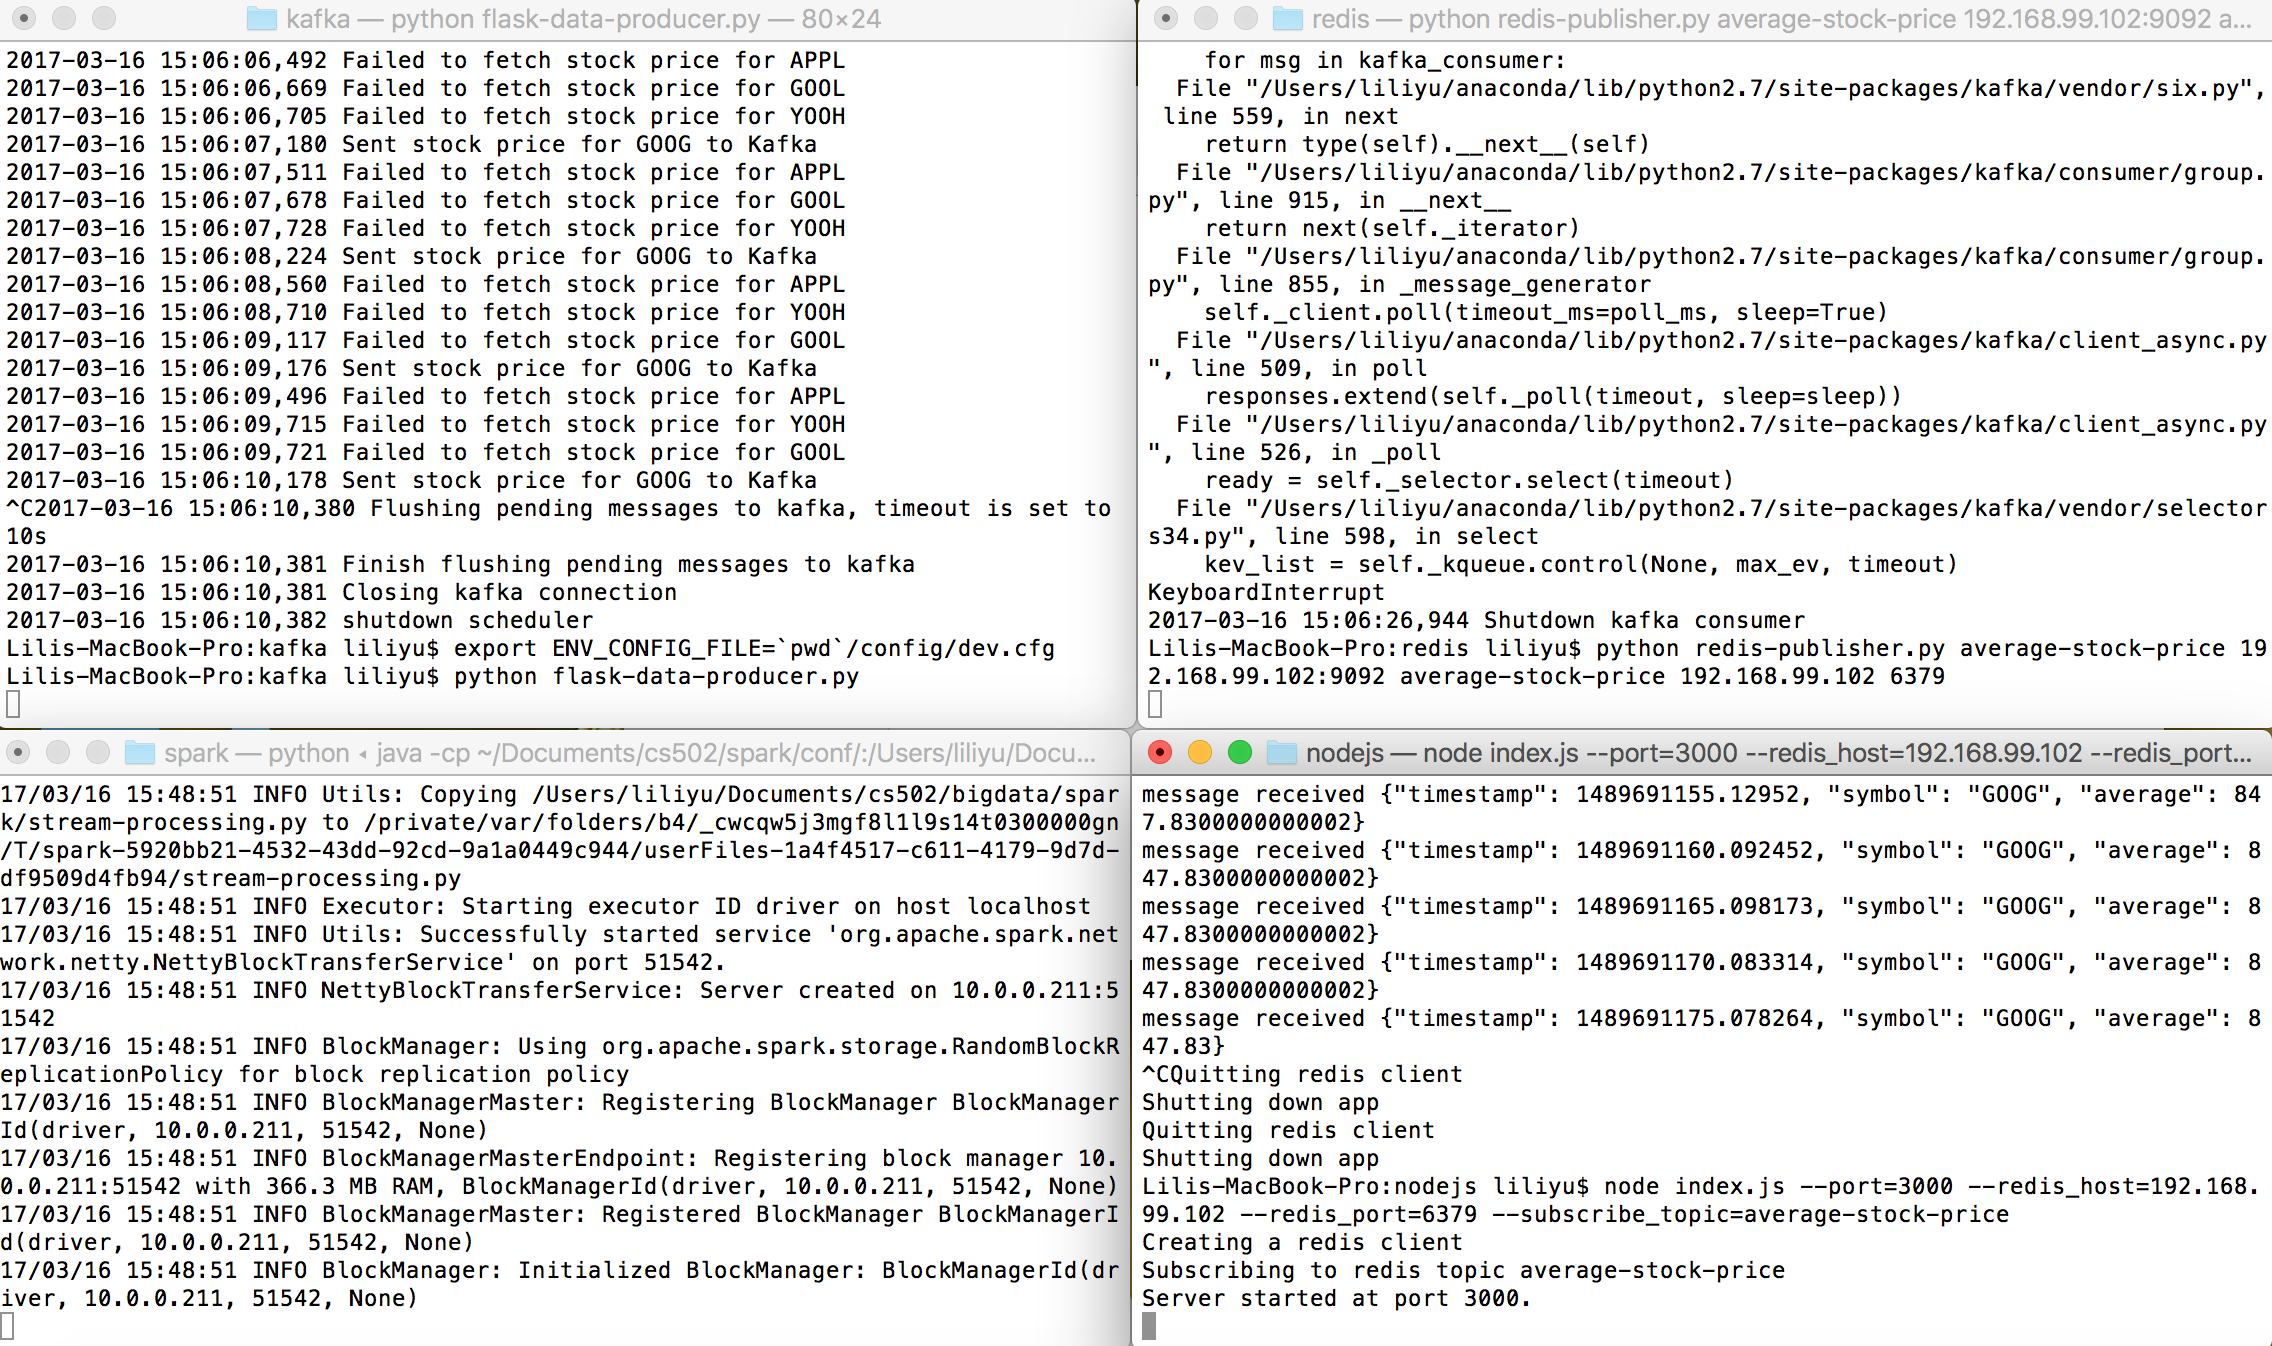 kafka — python flask-data-producer.py — 80×24
2017-03-16 15:06:06,492 Failed to fetch stock price for APPL
2017-03-16 15:06:06,669 Failed to fetch stock price for GOOL
2017-03-16 15:06:06,705 Failed to fetch stock price for YOOH
2017-03-16 15:06:07,180 Sent stock price for GOOG to Kafka
2017-03-16 15:06:07,511 Failed to fetch stock price for APPL
2017-03-16 15:06:07,678 Failed to fetch stock price for GOOL
2017-03-16 15:06:07,728 Failed to fetch stock price for YOOH
2017-03-16 15:06:08,224 Sent stock price for GOOG to Kafka
2017-03-16 15:06:08,560 Failed to fetch stock price for APPL
2017-03-16 15:06:08,710 Failed to fetch stock price for YOOH
2017-03-16 15:06:09,117 Failed to fetch stock price for GOOL
2017-03-16 15:06:09,176 Sent stock price for GOOG to Kafka
2017-03-16 15:06:09,496 Failed to fetch stock price for APPL
2017-03-16 15:06:09,715 Failed to fetch stock price for YOOH
2017-03-16 15:06:09,721 Failed to fetch stock price for GOOL
2017-03-16 15:06:10,178 Sent stock price for GOOG to Kafka
^C2017-03-16 15:06:10,380 Flushing pending messages to kafka, timeout is set to
10s
2017-03-16 15:06:10,381 Finish flushing pending messages to kafka
2017-03-16 15:06:10,381 Closing kafka connection
2017-03-16 15:06:10,382 shutdown scheduler
Lilis-MacBook-Pro:kafka liliyu$ export ENV_CONFIG_FILE=`pwd`/config/dev.cfg
Lilis-MacBook-Pro:kafka liliyu$ python flask-data-producer.py
redis — python redis-publisher.py average-stock-price 192.168.99.102:9092 a...
    for msg in kafka_consumer:
  File "/Users/liliyu/anaconda/lib/python2.7/site-packages/kafka/vendor/six.py",
 line 559, in next
    return type(self).__next__(self)
  File "/Users/liliyu/anaconda/lib/python2.7/site-packages/kafka/consumer/group.
py", line 915, in __next__
    return next(self._iterator)
  File "/Users/liliyu/anaconda/lib/python2.7/site-packages/kafka/consumer/group.
py", line 855, in _message_generator
    self._client.poll(timeout_ms=poll_ms, sleep=True)
  File "/Users/liliyu/anaconda/lib/python2.7/site-packages/kafka/client_async.py
", line 509, in poll
    responses.extend(self._poll(timeout, sleep=sleep))
  File "/Users/liliyu/anaconda/lib/python2.7/site-packages/kafka/client_async.py
", line 526, in _poll
    ready = self._selector.select(timeout)
  File "/Users/liliyu/anaconda/lib/python2.7/site-packages/kafka/vendor/selector
s34.py", line 598, in select
    kev_list = self._kqueue.control(None, max_ev, timeout)
KeyboardInterrupt
2017-03-16 15:06:26,944 Shutdown kafka consumer
Lilis-MacBook-Pro:redis liliyu$ python redis-publisher.py average-stock-price 19
2.168.99.102:9092 average-stock-price 192.168.99.102 6379
spark — python ◂ java -cp ~/Documents/cs502/spark/conf/:/Users/liliyu/Docu...
17/03/16 15:48:51 INFO Utils: Copying /Users/liliyu/Documents/cs502/bigdata/spar
k/stream-processing.py to /private/var/folders/b4/_cwcqw5j3mgf8l1l9s14t0300000gn
/T/spark-5920bb21-4532-43dd-92cd-9a1a0449c944/userFiles-1a4f4517-c611-4179-9d7d-
df9509d4fb94/stream-processing.py
17/03/16 15:48:51 INFO Executor: Starting executor ID driver on host localhost
17/03/16 15:48:51 INFO Utils: Successfully started service 'org.apache.spark.net
work.netty.NettyBlockTransferService' on port 51542.
17/03/16 15:48:51 INFO NettyBlockTransferService: Server created on 10.0.0.211:5
1542
17/03/16 15:48:51 INFO BlockManager: Using org.apache.spark.storage.RandomBlockR
eplicationPolicy for block replication policy
17/03/16 15:48:51 INFO BlockManagerMaster: Registering BlockManager BlockManager
Id(driver, 10.0.0.211, 51542, None)
17/03/16 15:48:51 INFO BlockManagerMasterEndpoint: Registering block manager 10.
0.0.211:51542 with 366.3 MB RAM, BlockManagerId(driver, 10.0.0.211, 51542, None)
17/03/16 15:48:51 INFO BlockManagerMaster: Registered BlockManager BlockManagerI
d(driver, 10.0.0.211, 51542, None)
17/03/16 15:48:51 INFO BlockManager: Initialized BlockManager: BlockManagerId(dr
iver, 10.0.0.211, 51542, None)
nodejs — node index.js --port=3000 --redis_host=192.168.99.102 --redis_port...
message received {"timestamp": 1489691155.12952, "symbol": "GOOG", "average": 84
7.8300000000002}
message received {"timestamp": 1489691160.092452, "symbol": "GOOG", "average": 8
47.8300000000002}
message received {"timestamp": 1489691165.098173, "symbol": "GOOG", "average": 8
47.8300000000002}
message received {"timestamp": 1489691170.083314, "symbol": "GOOG", "average": 8
47.8300000000002}
message received {"timestamp": 1489691175.078264, "symbol": "GOOG", "average": 8
47.83}
^CQuitting redis client
Shutting down app
Quitting redis client
Shutting down app
Lilis-MacBook-Pro:nodejs liliyu$ node index.js --port=3000 --redis_host=192.168.
99.102 --redis_port=6379 --subscribe_topic=average-stock-price
Creating a redis client
Subscribing to redis topic average-stock-price
Server started at port 3000.